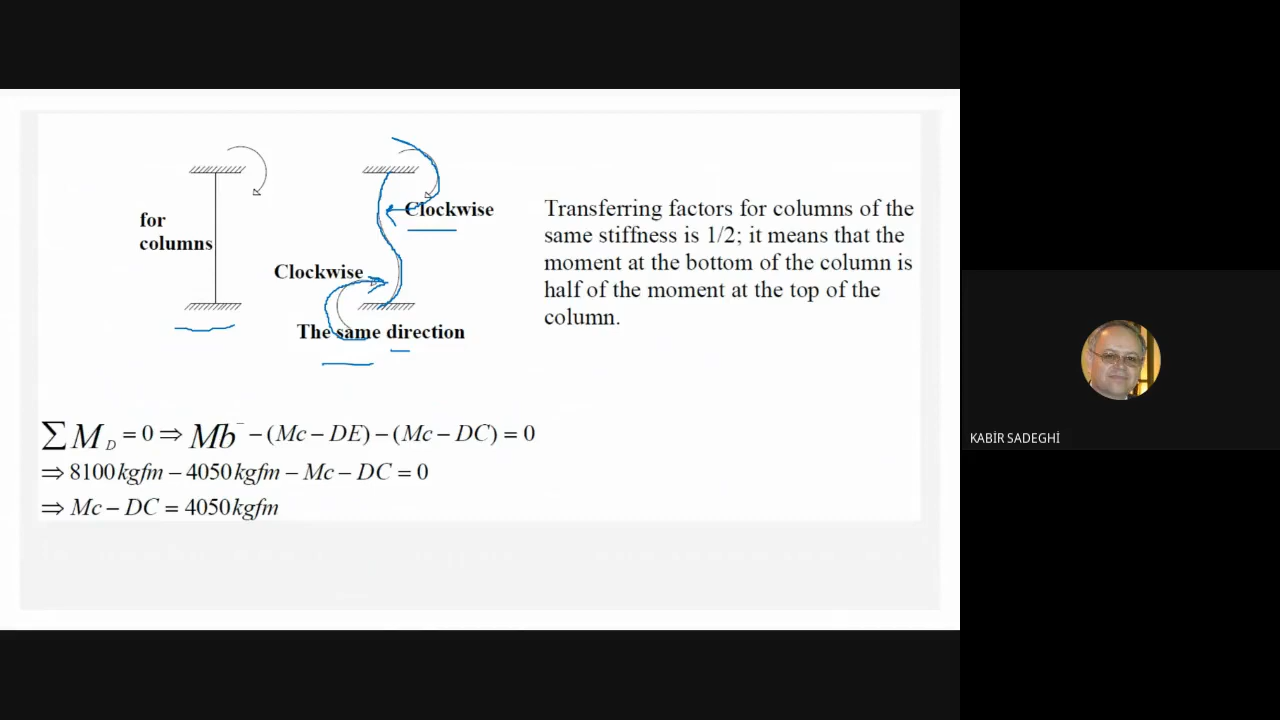 for
columns
Clockwise
Clockwise
The same direction
Transferring factors for columns of the
same stiffness is 1/2; it means that the
moment at the bottom of the column is
half of the moment at the top of the
column.
∑M_D = 0 ⇒ Mb⁻ − (Mc − DE) − (Mc − DC) = 0
⇒ 8100 kgfm − 4050 kgfm − Mc − DC = 0
⇒ Mc − DC = 4050 kgfm
KABİR SADEGHİ